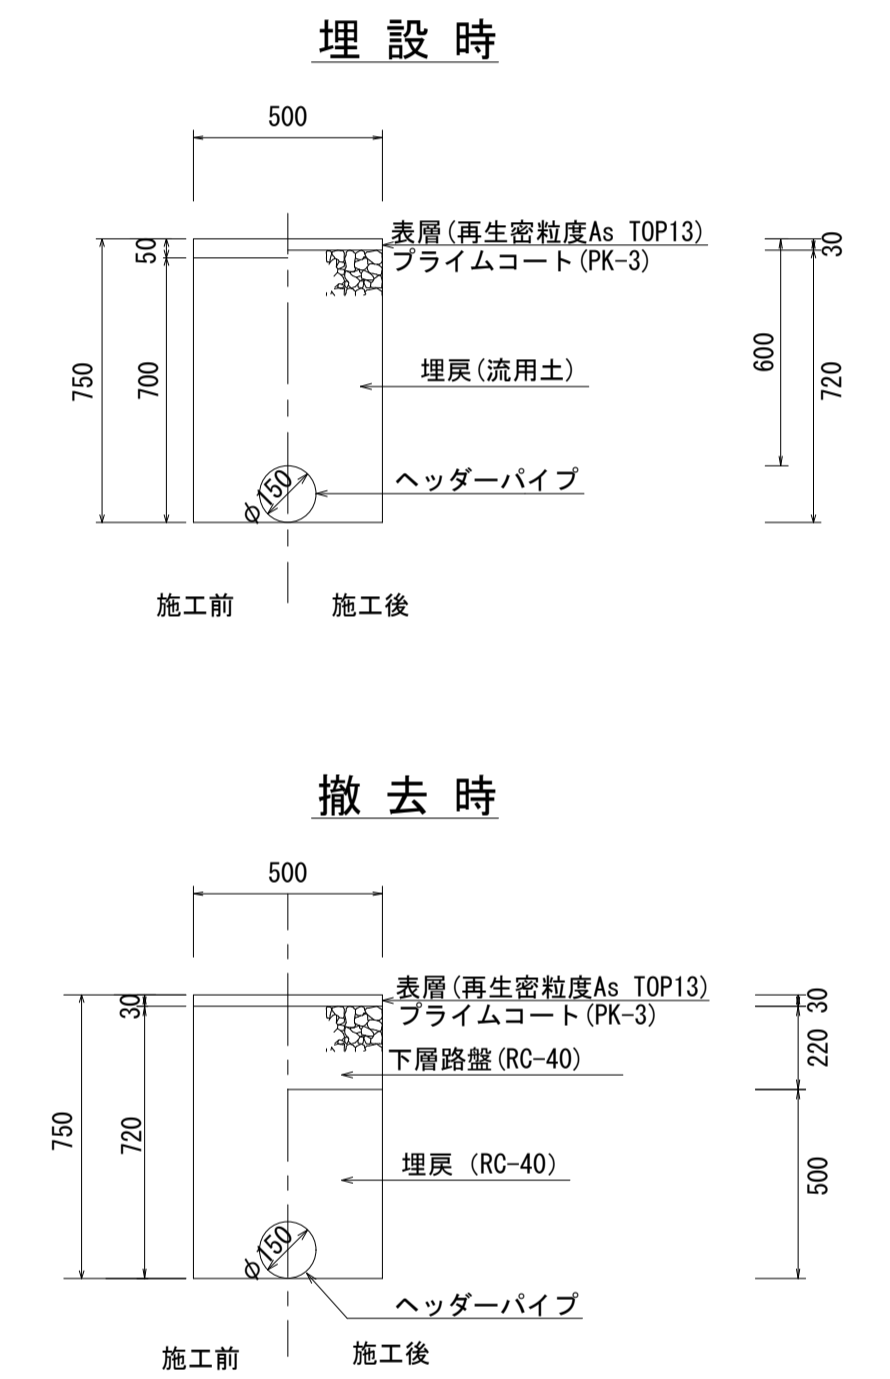 埋設時
500
表層(再生密粒度As TOP13)
プライムコート(PK-3)
50
30
750
700
埋戻(流用土)
600
720
φ150
ヘッダーパイプ
施工前
施工後
撤去時
500
表層(再生密粒度As TOP13)
プライムコート(PK-3)
30
30
下層路盤(RC-40)
220
750
720
埋戻 (RC-40)
500
φ150
ヘッダーパイプ
施工前
施工後